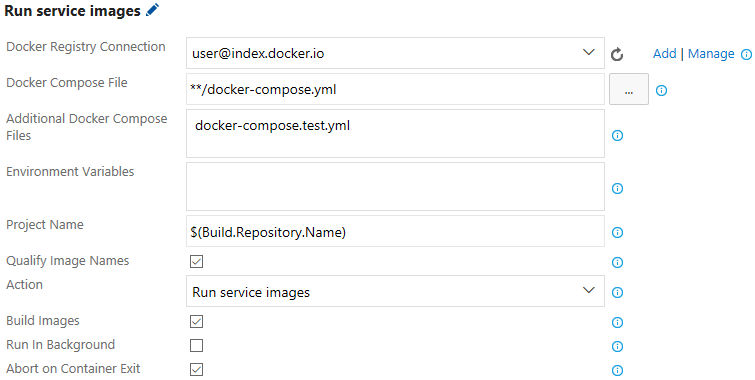 Run service images
Docker Registry Connection
user@index.docker.io
Add | Manage
Docker Compose File
**/docker-compose.yml
...
Additional Docker Compose
Files
docker-compose.test.yml
Environment Variables
Project Name
$(Build.Repository.Name)
Qualify Image Names
Action
Run service images
Build Images
Run In Background
Abort on Container Exit